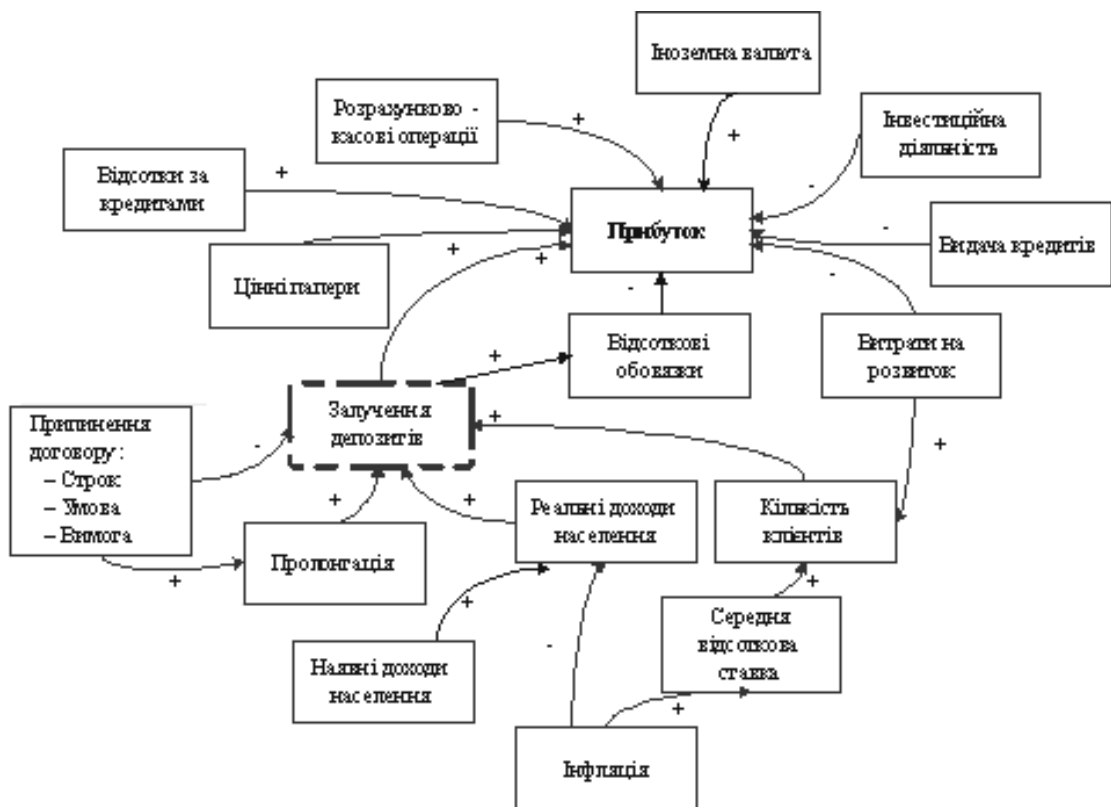 Іноземна валюта
Розрахунково -
касові операції
+
+
Інвестиційна
діяльність
Відсотки за
кредитами
+
-
Прибуток
-
Видача кредитів
+
+
-
Цінні папери
-
Відсоткові
обовязки
Витрати на
розвиток
+
Залучення
депозитів
+
+
Припинення
договору :
– Строк
– Умова
– Вимога
-
+
+
Реальні доходи
населення
Кількість
клієнтів
+
Пролонгація
+
+
Середня
відсоткова
ставка
-
Наявні доходи
населення
+
Інфляція